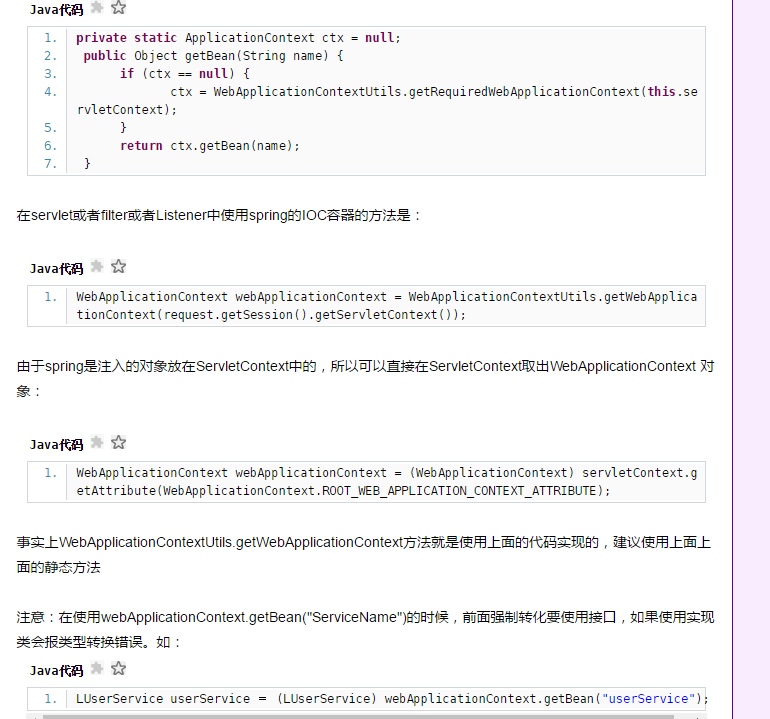 Java代码
1. private static ApplicationContext ctx = null;
2. public Object getBean(String name) {
3. if (ctx == null) {
4. ctx = WebApplicationContextUtils.getRequiredWebApplicationContext(this.se
rvletContext);
5. }
6. return ctx.getBean(name);
7. }
在servlet或者filter或者Listener中使用spring的IOC容器的方法是：
Java代码
1. WebApplicationContext webApplicationContext = WebApplicationContextUtils.getWebApplica
tionContext(request.getSession().getServletContext());
由于spring是注入的对象放在ServletContext中的，所以可以直接在ServletContext取出WebApplicationContext 对
象：
Java代码
1. WebApplicationContext webApplicationContext = (WebApplicationContext) servletContext.g
etAttribute(WebApplicationContext.ROOT_WEB_APPLICATION_CONTEXT_ATTRIBUTE);
事实上WebApplicationContextUtils.getWebApplicationContext方法就是使用上面的代码实现的，建议使用上面上
面的静态方法
注意：在使用webApplicationContext.getBean("ServiceName")的时候，前面强制转化要使用接口，如果使用实现
类会报类型转换错误。如：
Java代码
1. LUserService userService = (LUserService) webApplicationContext.getBean("userService");